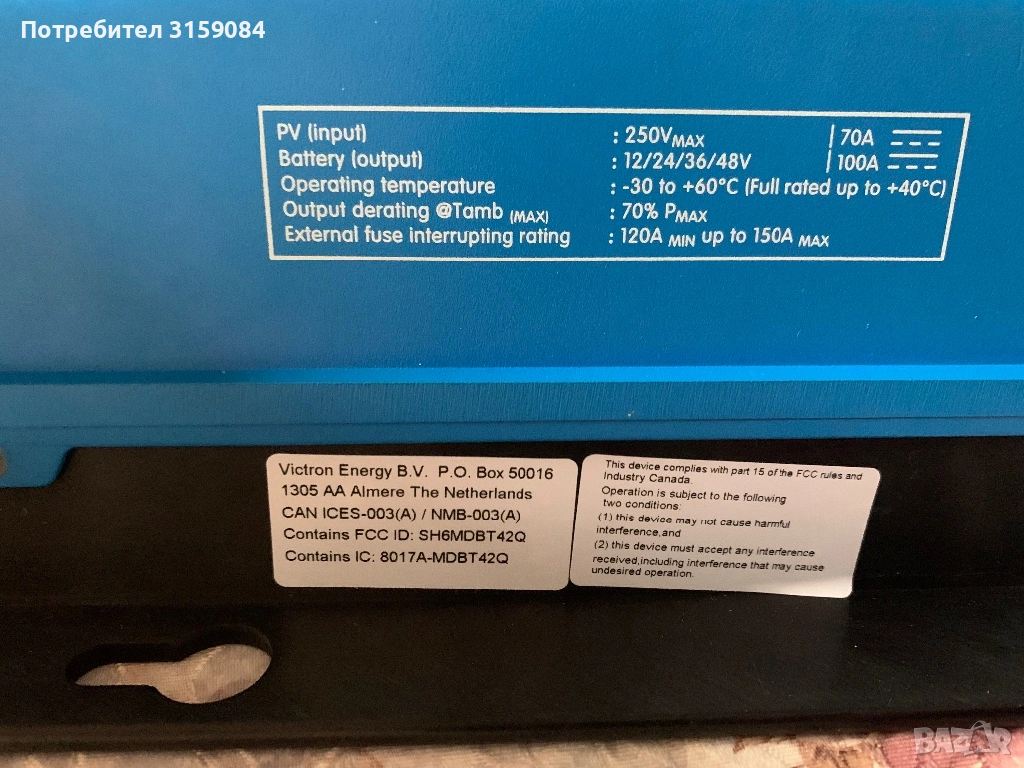 Потребител 3159084
PV (input) : 250VMAX | 70A
Battery (output) : 12/24/36/48V | 100A
Operating temperature : -30 to +60°C (Full rated up to +40°C)
Output derating @Tamb (MAX) : 70% PMAX
External fuse interrupting rating : 120A MIN up to 150A MAX
Victron Energy B.V. P.O. Box 50016
1305 AA Almere The Netherlands
CAN ICES-003(A) / NMB-003(A)
Contains FCC ID: SH6MDBT42Q
Contains IC: 8017A-MDBT42Q
This device complies with part 15 of the FCC rules and
Industry Canada.
Operation is subject to the following
two conditions:
(1) this device may not cause harmful
interference,and
(2) this device must accept any interference
received,including interference that may cause
undesired operation.
BAZAR